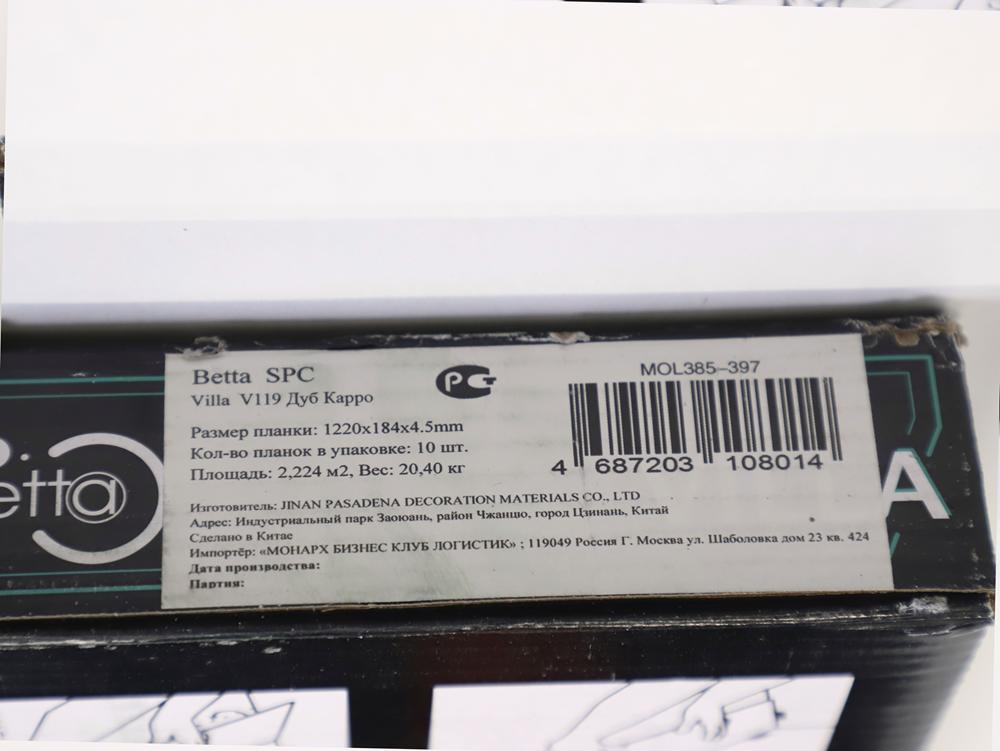 Betta SPC
Villa V119 Дуб Карро
Размер планки: 1220x184x4.5mm
Кол-во планок в упаковке: 10 шт.
Площадь: 2,224 м2, Вес: 20,40 кг
РСТ
MOL385-397
4 687203 108014
Изготовитель: JINAN PASADENA DECORATION MATERIALS CO., LTD
Адрес: Индустриальный парк Заоюань, район Чжанцю, город Цзинань, Китай
Сделано в Китае
Импортёр: «МОНАРХ БИЗНЕС КЛУБ ЛОГИСТИК» ; 119049 Россия Г. Москва ул. Шаболовка дом 23 кв. 424
Дата производства:
Партия:
etta
A